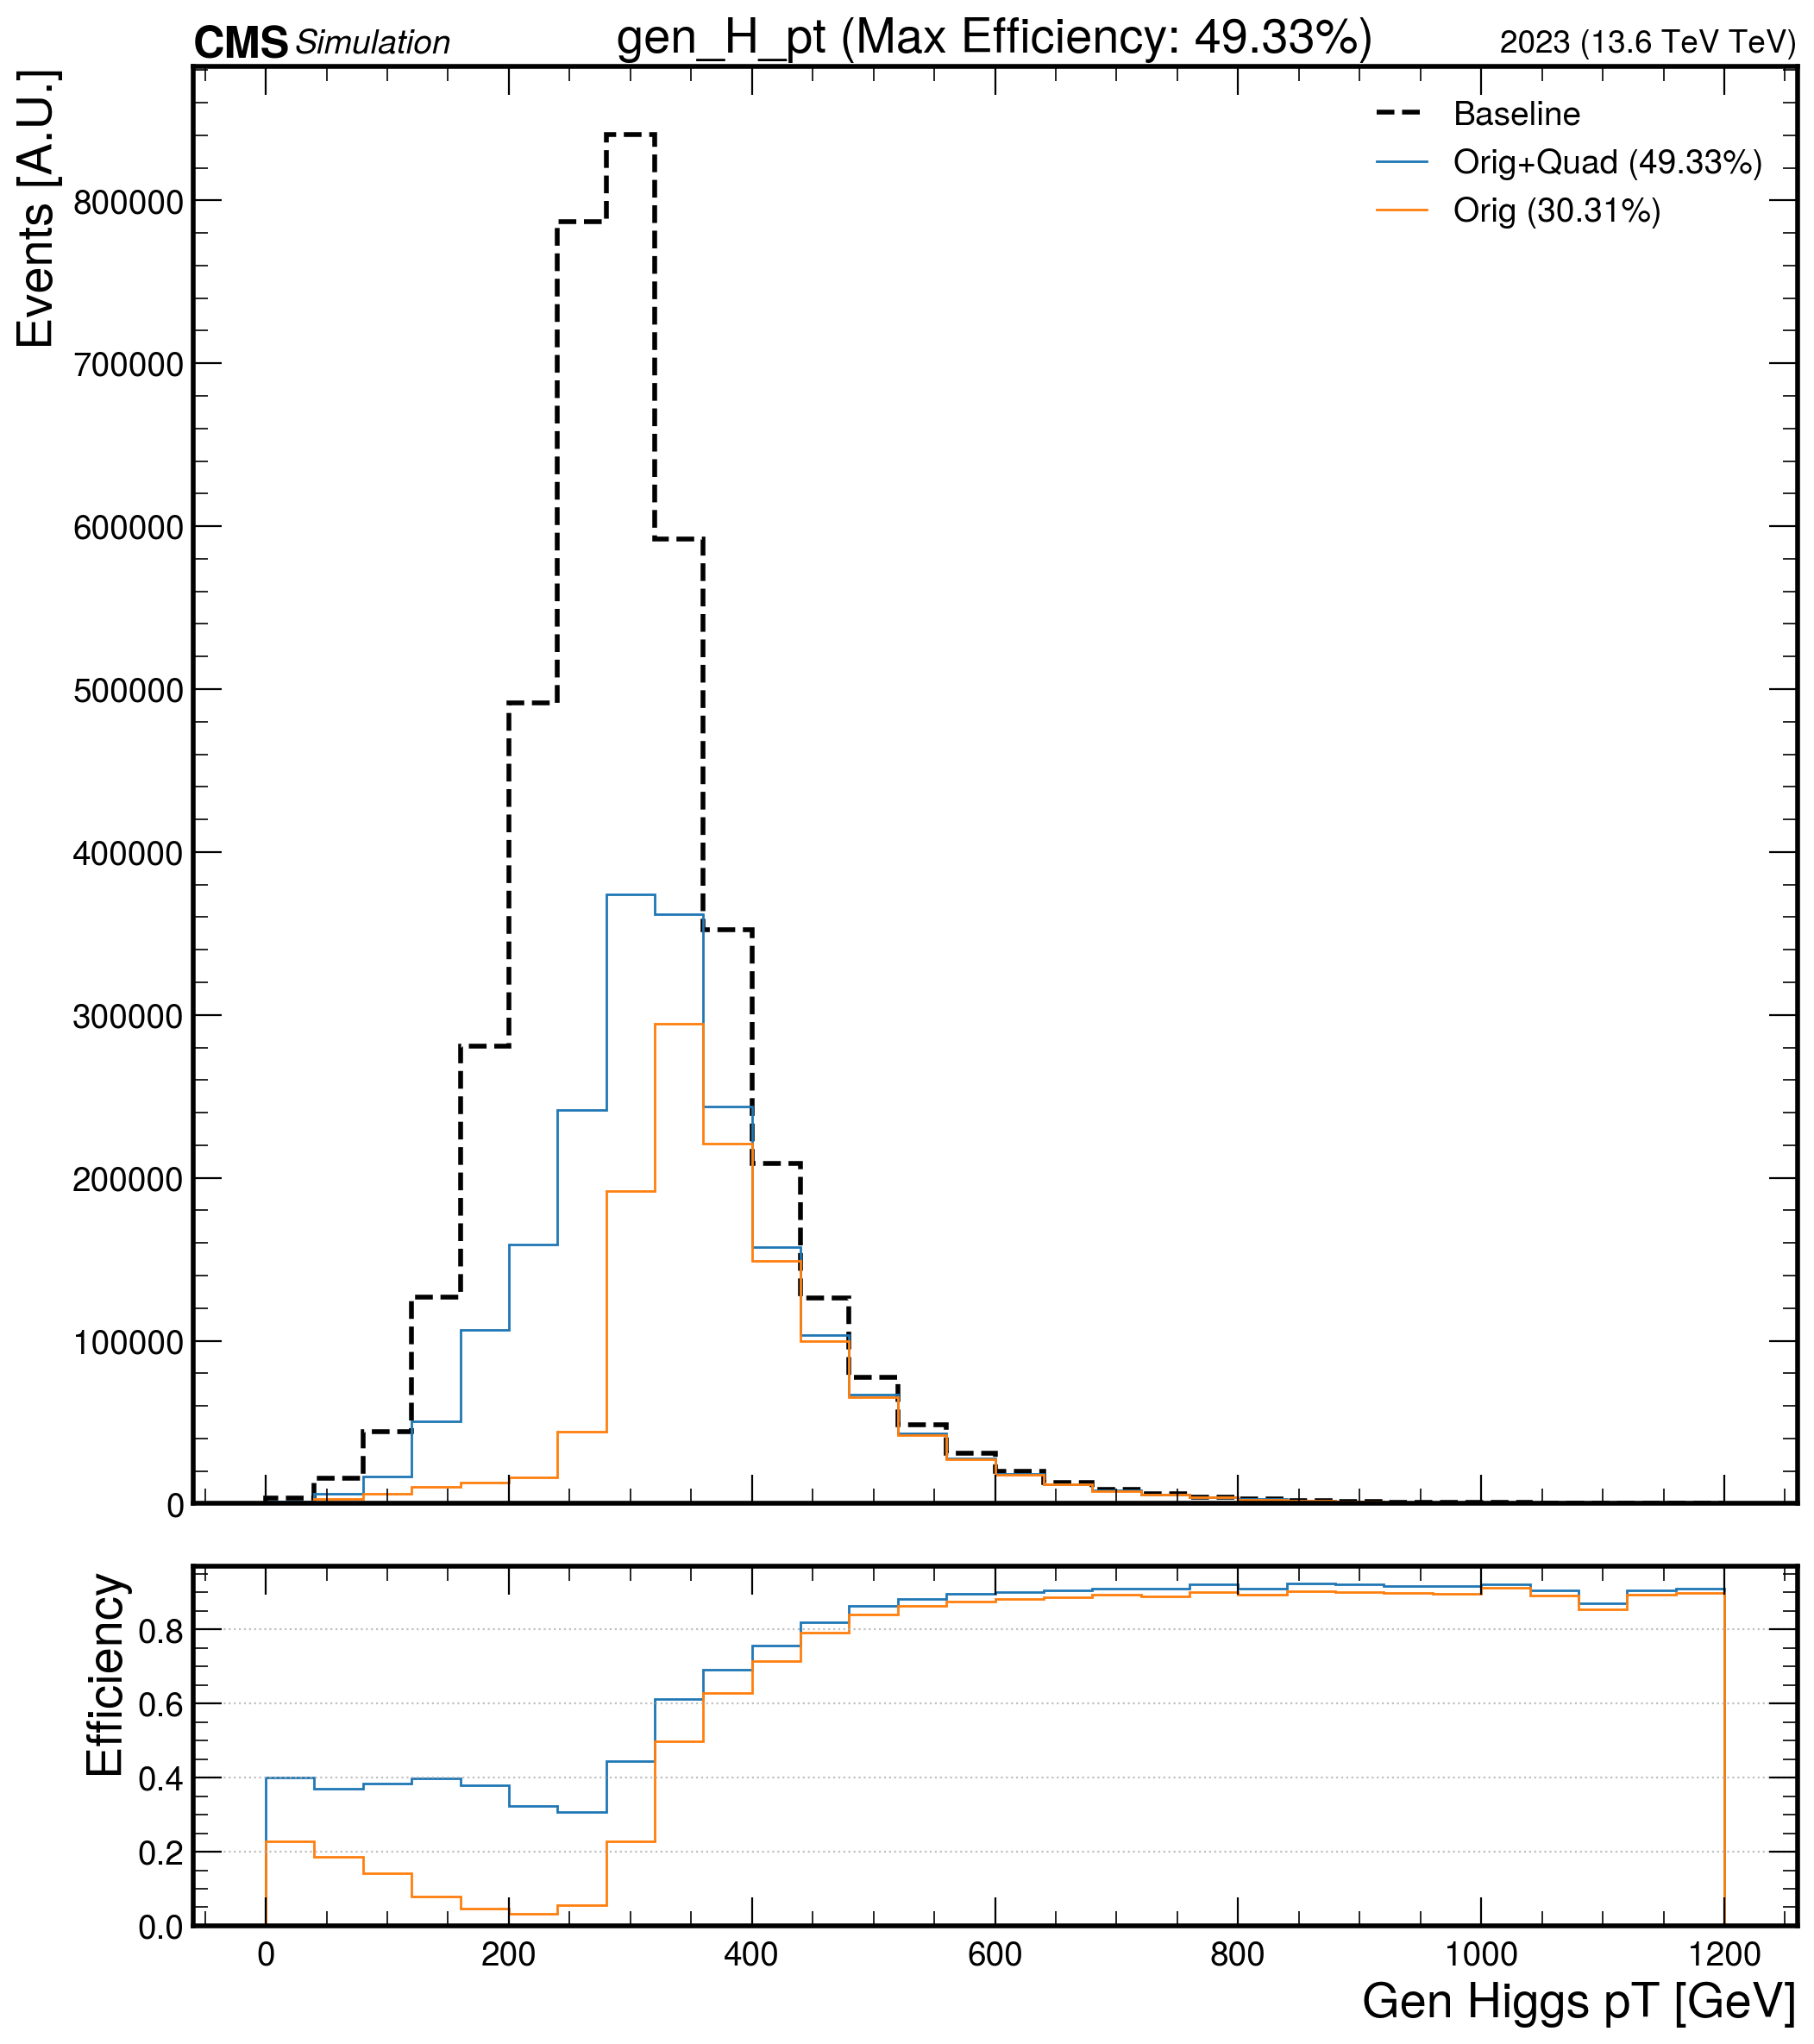 CMS Simulation gen_H_pt (Max Efficiency: 49.33%) 2023 (13.6 TeV TeV)
Events [A.U.]
Baseline
Orig+Quad (49.33%)
Orig (30.31%)
800000
700000
600000
500000
400000
300000
200000
100000
0
Efficiency
0.8
0.6
0.4
0.2
0.0
0 200 400 600 800 1000 1200
Gen Higgs pT [GeV]